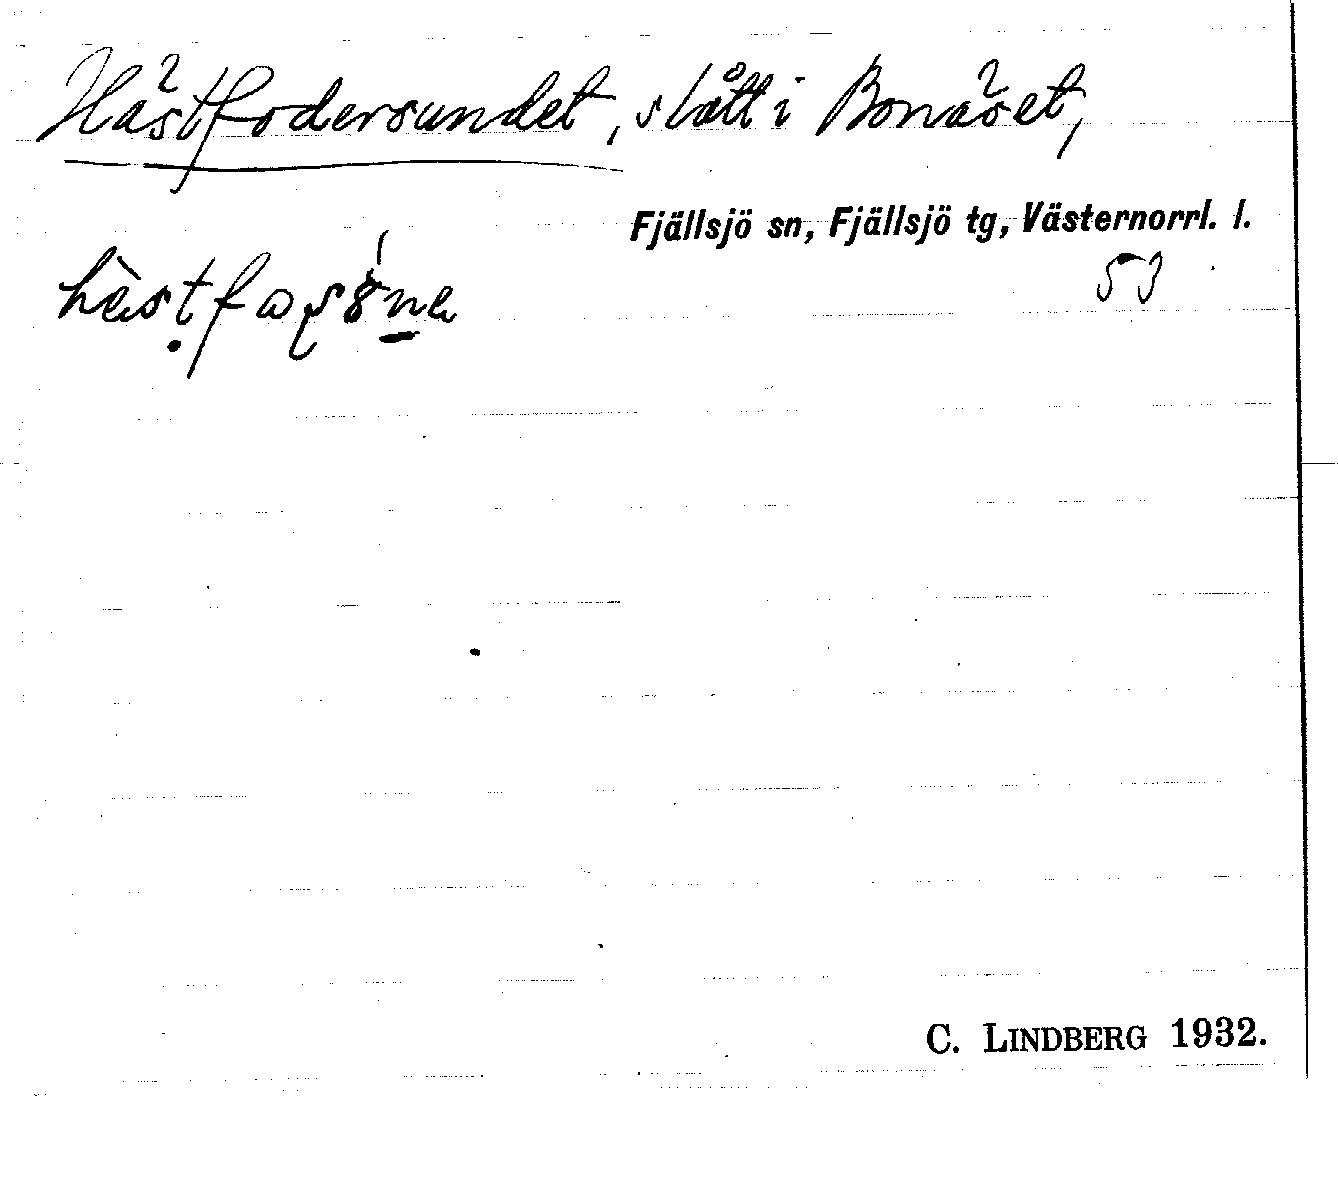 Hästfodersundet, slått i Bonäset,
Fjällsjö sn, Fjällsjö tg, Västernorrl. l.
53
C. LINDBERG 1932.